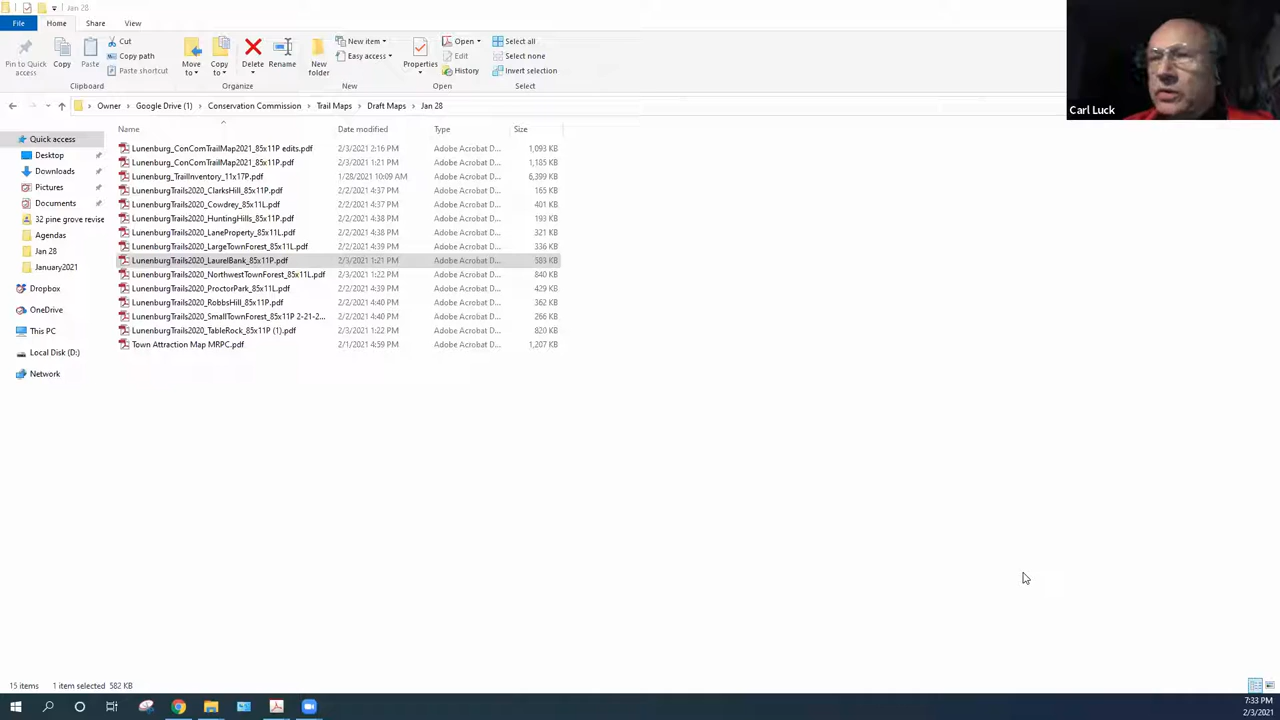 Jan 28
File Home Share View
Pin to Quick access
Copy
Paste
Cut
Copy path
Paste shortcut
Clipboard
Move to
Copy to
Delete
Rename
Organize
New folder
New item
Easy access
New
Properties
Open
Edit
History
Open
Select all
Select none
Invert selection
Select
Carl Luck
Owner Google Drive (1) Conservation Commission Trail Maps Draft Maps Jan 28
Name Date modified Type Size
Quick access
Desktop
Downloads
Pictures
Documents
32 pine grove revise
Agendas
Jan 28
January2021
Dropbox
OneDrive
This PC
Local Disk (D:)
Network
Lunenburg_ConComTrailMap2021_85x11P edits.pdf 2/3/2021 2:16 PM Adobe Acrobat D... 1,093 KB
Lunenburg_ConComTrailMap2021_85x11P.pdf 2/3/2021 1:21 PM Adobe Acrobat D... 1,185 KB
Lunenburg_TrailInventory_11x17P.pdf 1/28/2021 10:09 AM Adobe Acrobat D... 6,399 KB
LunenburgTrails2020_ClarksHill_85x11P.pdf 2/2/2021 4:37 PM Adobe Acrobat D... 165 KB
LunenburgTrails2020_Cowdrey_85x11L.pdf 2/2/2021 4:37 PM Adobe Acrobat D... 401 KB
LunenburgTrails2020_HuntingHills_85x11P.pdf 2/2/2021 4:38 PM Adobe Acrobat D... 193 KB
LunenburgTrails2020_LaneProperty_85x11L.pdf 2/2/2021 4:38 PM Adobe Acrobat D... 321 KB
LunenburgTrails2020_LargeTownForest_85x11L.pdf 2/2/2021 4:39 PM Adobe Acrobat D... 336 KB
LunenburgTrails2020_LaurelBank_85x11P.pdf 2/3/2021 1:21 PM Adobe Acrobat D... 583 KB
LunenburgTrails2020_NorthwestTownForest_85x11L.pdf 2/3/2021 1:22 PM Adobe Acrobat D... 840 KB
LunenburgTrails2020_ProctorPark_85x11L.pdf 2/2/2021 4:39 PM Adobe Acrobat D... 429 KB
LunenburgTrails2020_RobbsHill_85x11P.pdf 2/2/2021 4:40 PM Adobe Acrobat D... 362 KB
LunenburgTrails2020_SmallTownForest_85x11P 2-21-2... 2/2/2021 4:40 PM Adobe Acrobat D... 266 KB
LunenburgTrails2020_TableRock_85x11P (1).pdf 2/3/2021 1:22 PM Adobe Acrobat D... 820 KB
Town Attraction Map MRPC.pdf 2/1/2021 4:59 PM Adobe Acrobat D... 1,207 KB
15 items 1 item selected 582 KB
7:33 PM
2/3/2021